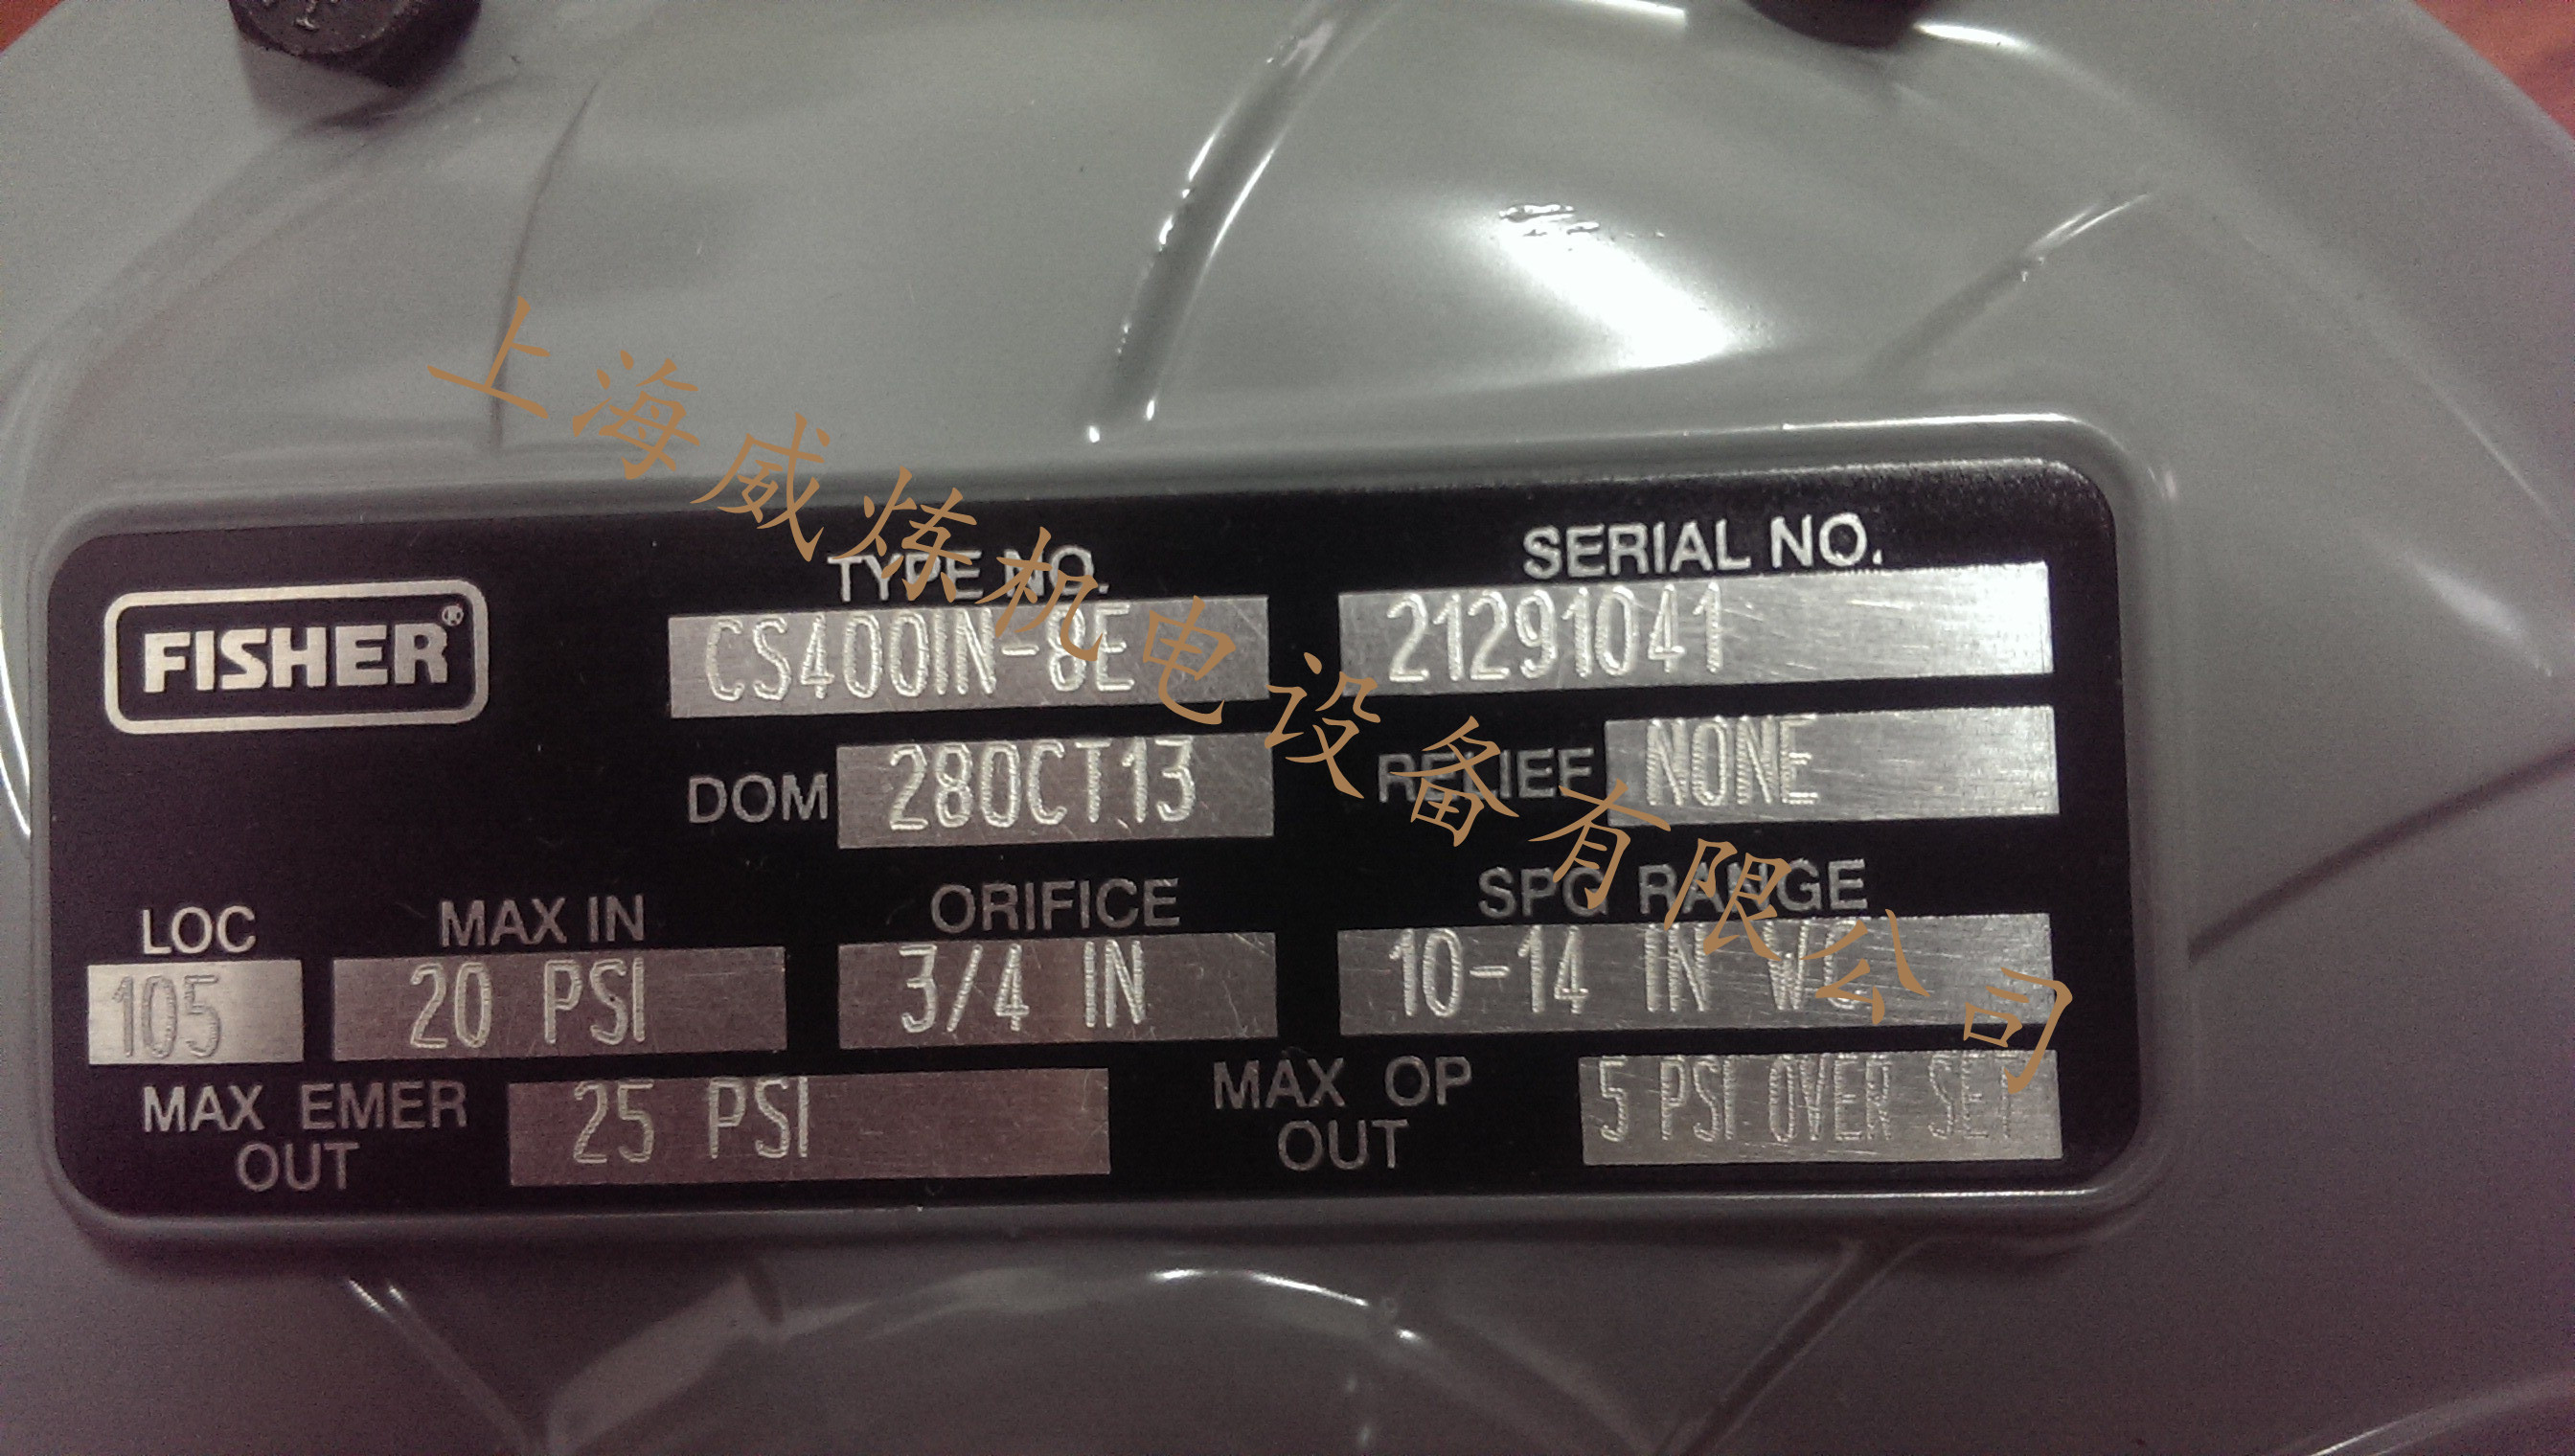 上海威炼机电设备有限公司
TYPE NO.
SERIAL NO.
FISHER®
CS400IN-8E
21291041
DOM
28OCT13
RELIEF
NONE
LOC
MAX IN
ORIFICE
SPG RANGE
105
20 PSI
3/4 IN
10-14 IN WC
MAX EMER OUT
25 PSI
MAX OP OUT
5 PSI OVER SET